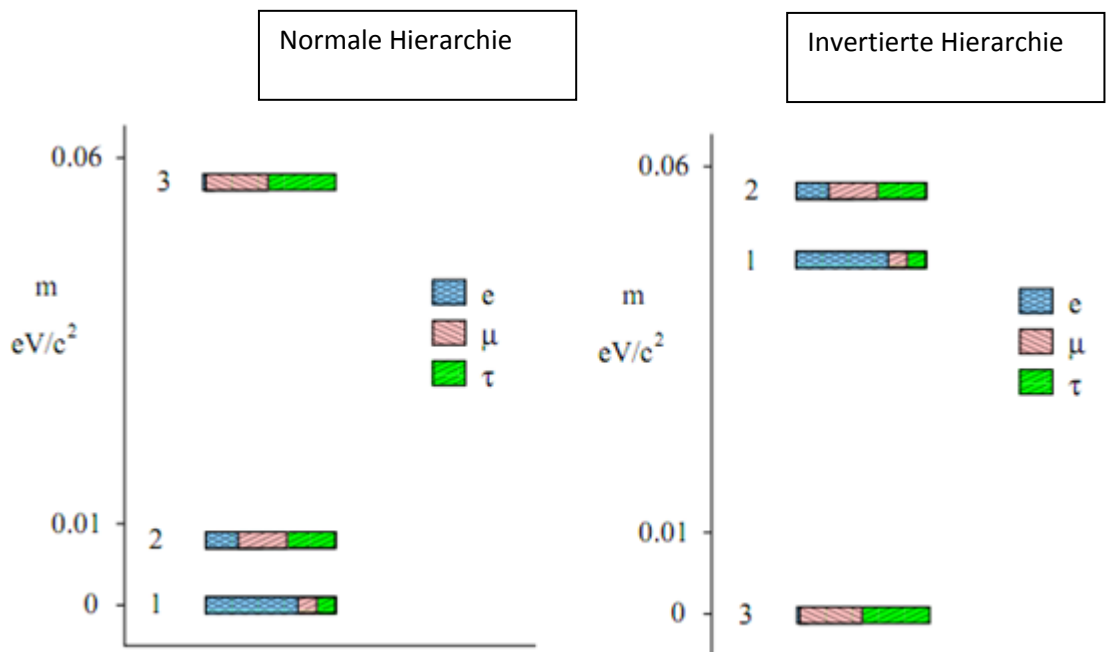 Normale Hierarchie
Invertierte Hierarchie
0.06
3
m
eV/c²
e
μ
τ
0.01
2
0
1
0.06
2
1
m
eV/c²
e
μ
τ
0.01
0
3